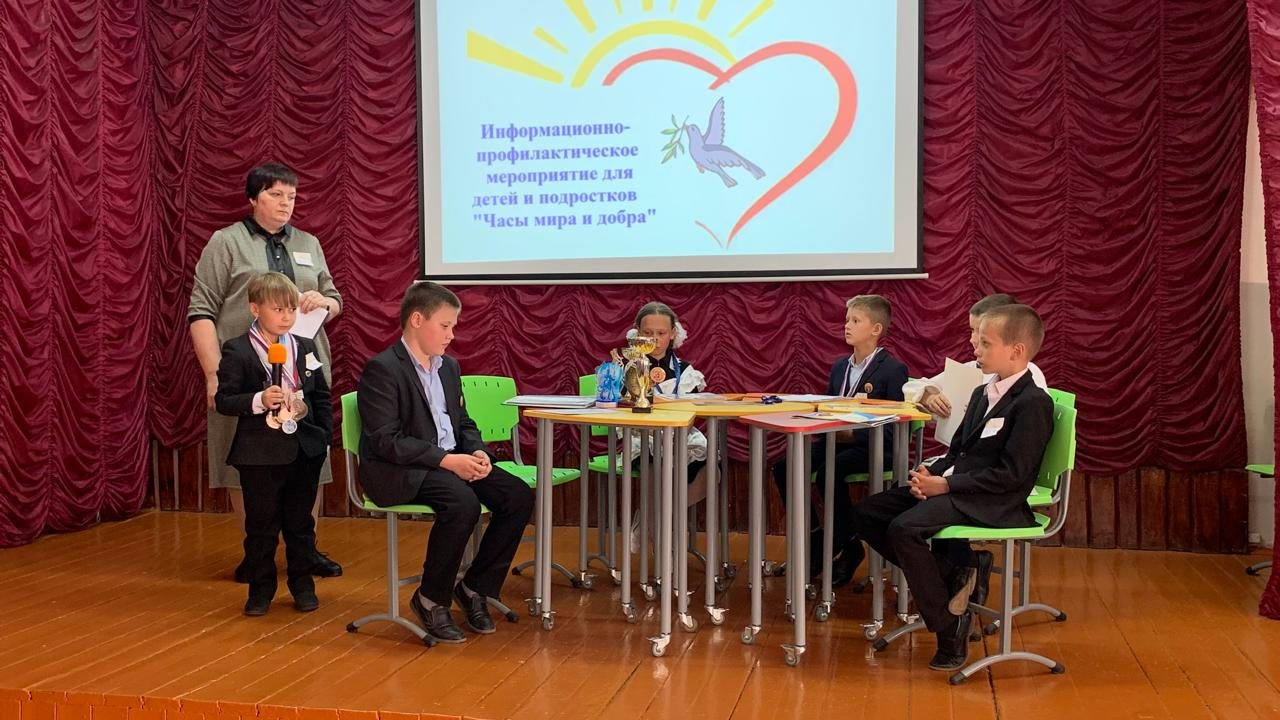 Информационно-
профилактическое
мероприятие для
детей и подростков
"Часы мира и добра"